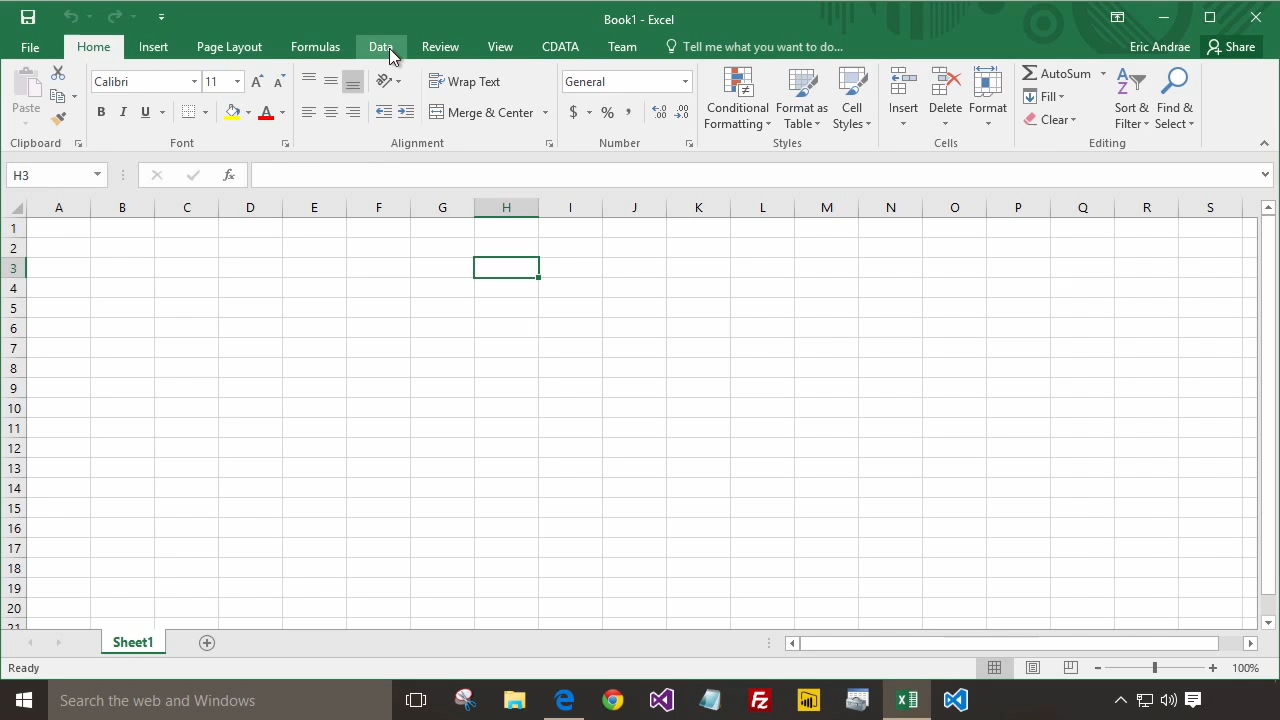 Book1 - Excel
File Home Insert Page Layout Formulas Data Review View CDATA Team Tell me what you want to do... Eric Andrae Share
Paste
Clipboard
Calibri 11
B I U A
Font
Wrap Text
Merge & Center
Alignment
General
$ % ,
Number
Conditional Formatting
Format as Table
Cell Styles
Styles
Insert Delete Format
Cells
AutoSum
Fill
Clear
Sort & Filter
Find & Select
Editing
H3 fx
A B C D E F G H I J K L M N O P Q R S
1
2
3
4
5
6
7
8
9
10
11
12
13
14
15
16
17
18
19
20
21
Sheet1
Ready 100%
Search the web and Windows